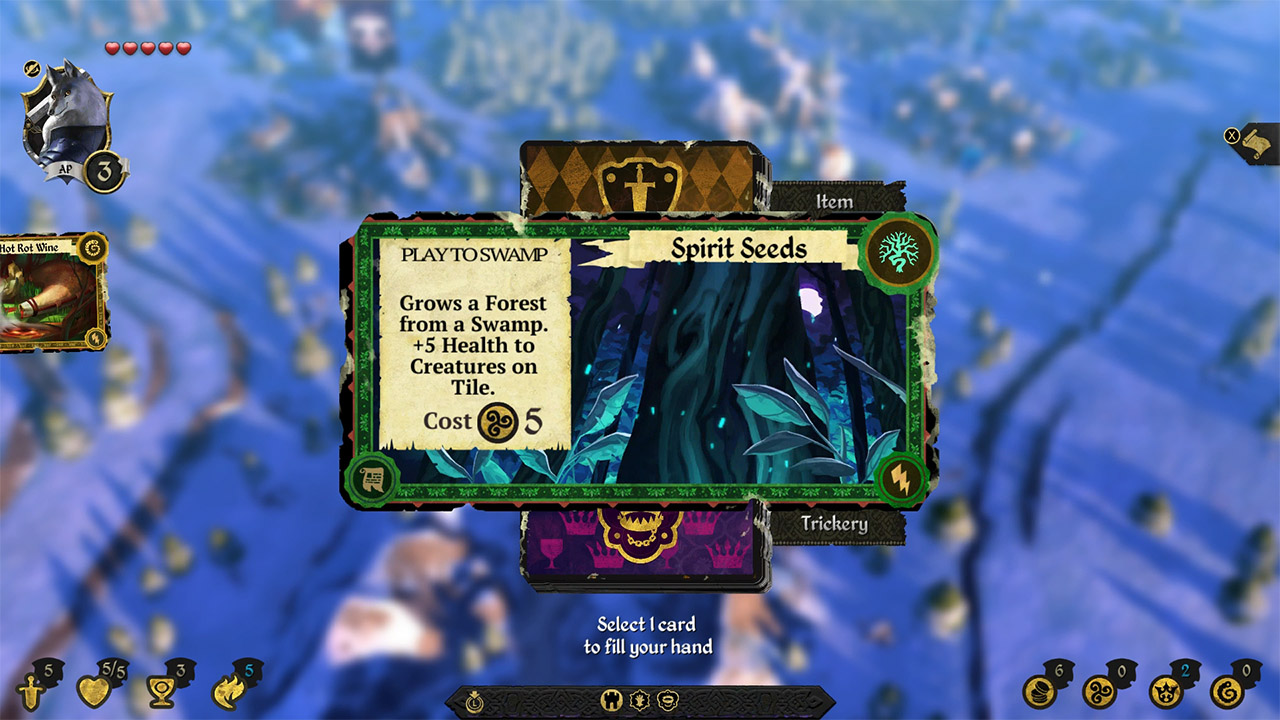 AP
3
Hot Rot Wine
X
Item
Spirit Seeds
PLAY TO SWAMP
Grows a Forest
from a Swamp.
+5 Health to
Creatures on
Tile.
Cost 5
Trickery
Select 1 card
to fill your hand
5
5/5
3
5
6
0
2
0